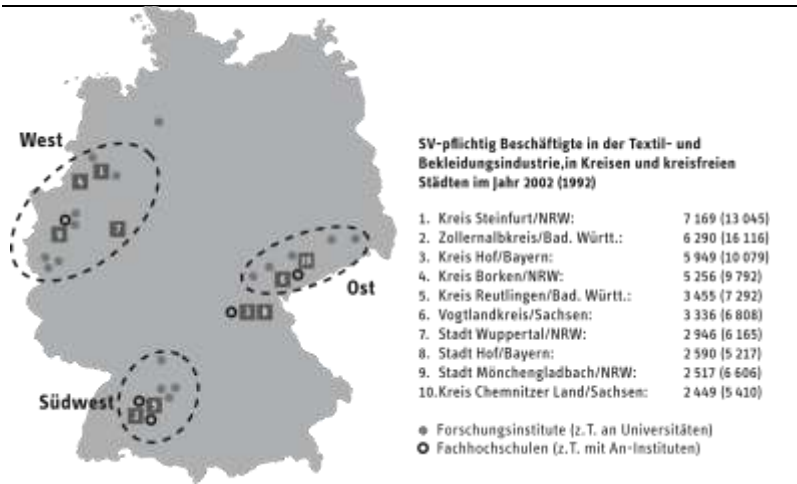 West
Ost
Südwest
SV-pflichtig Beschäftigte in der Textil- und
Bekleidungsindustrie,in Kreisen und kreisfreien
Städten im Jahr 2002 (1992)
1. Kreis Steinfurt/NRW: 7 169 (13 045)
2. Zollernalbkreis/Bad. Württ.: 6 290 (16 116)
3. Kreis Hof/Bayern: 5 949 (10 079)
4. Kreis Borken/NRW: 5 256 (9 792)
5. Kreis Reutlingen/Bad. Württ.: 3 455 (7 292)
6. Vogtlandkreis/Sachsen: 3 336 (6 808)
7. Stadt Wuppertal/NRW: 2 946 (6 165)
8. Stadt Hof/Bayern: 2 590 (5 217)
9. Stadt Mönchengladbach/NRW: 2 517 (6 606)
10.Kreis Chemnitzer Land/Sachsen: 2 449 (5 410)
Forschungsinstitute (z.T. an Universitäten)
Fachhochschulen (z.T. mit An-Instituten)